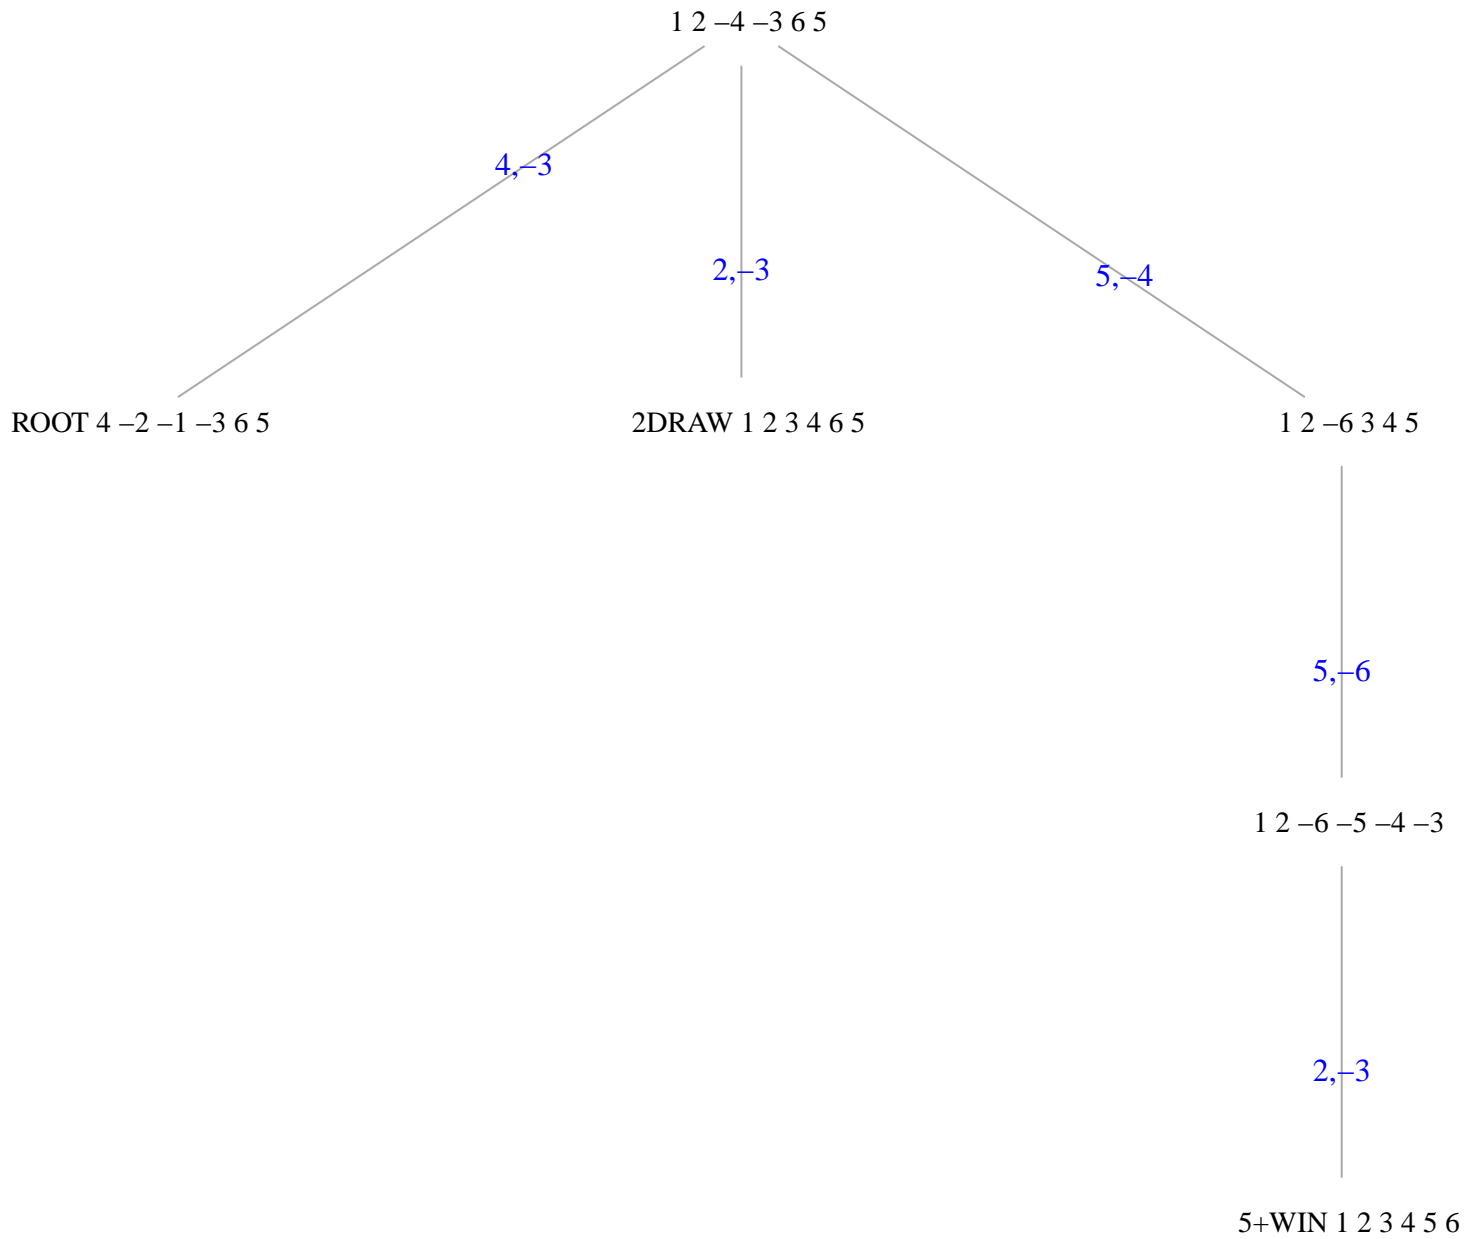 1 2 –4 –3 6 5
4,–3
2,–3
5,–4
ROOT 4 –2 –1 –3 6 5
2DRAW 1 2 3 4 6 5
1 2 –6 3 4 5
5,–6
1 2 –6 –5 –4 –3
2,–3
5+WIN 1 2 3 4 5 6